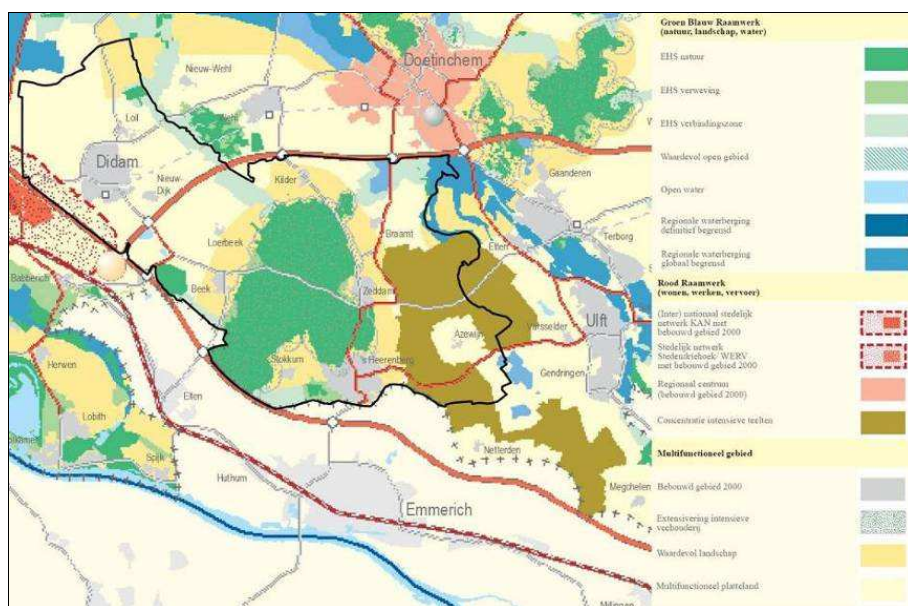 Doetinchem
Nieuw-Wehl
Wehl
Loil
Didam
Nieuw-
Dijk
Kilder
Gaanderen
Loerbeek
Braamt
Etten
Terborg
Babberich
Beek
Zeddam
Azewijn
Varsselder
Ulft
Herwen
Stokkum
's Heerenberg
Gendringen
Elten
Lobith
Spijk
Netterden
Megchelen
Huthum
Emmerich
Groen Blauw Raamwerk
(natuur, landschap, water)
EHS natuur
EHS verweving
EHS verbindingszone
Waardevol open gebied
Open water
Regionale waterberging
definitief begrensd
Regionale waterberging
globaal begrensd
Rood Raamwerk
(wonen, werken, vervoer)
(Inter) nationaal stedelijk
netwerk KAN met
bebouwd gebied 2000
Stedelijk netwerk
Stedendriehoek/ WERV
met bebouwd gebied 2000
Regionaal centrum
(bebouwd gebied 2000)
Concentratie intensieve teelten
Multifunctioneel gebied
Bebouwd gebied 2000
Extensivering intensieve
veehouderij
Waardevol landschap
Multifunctioneel platteland